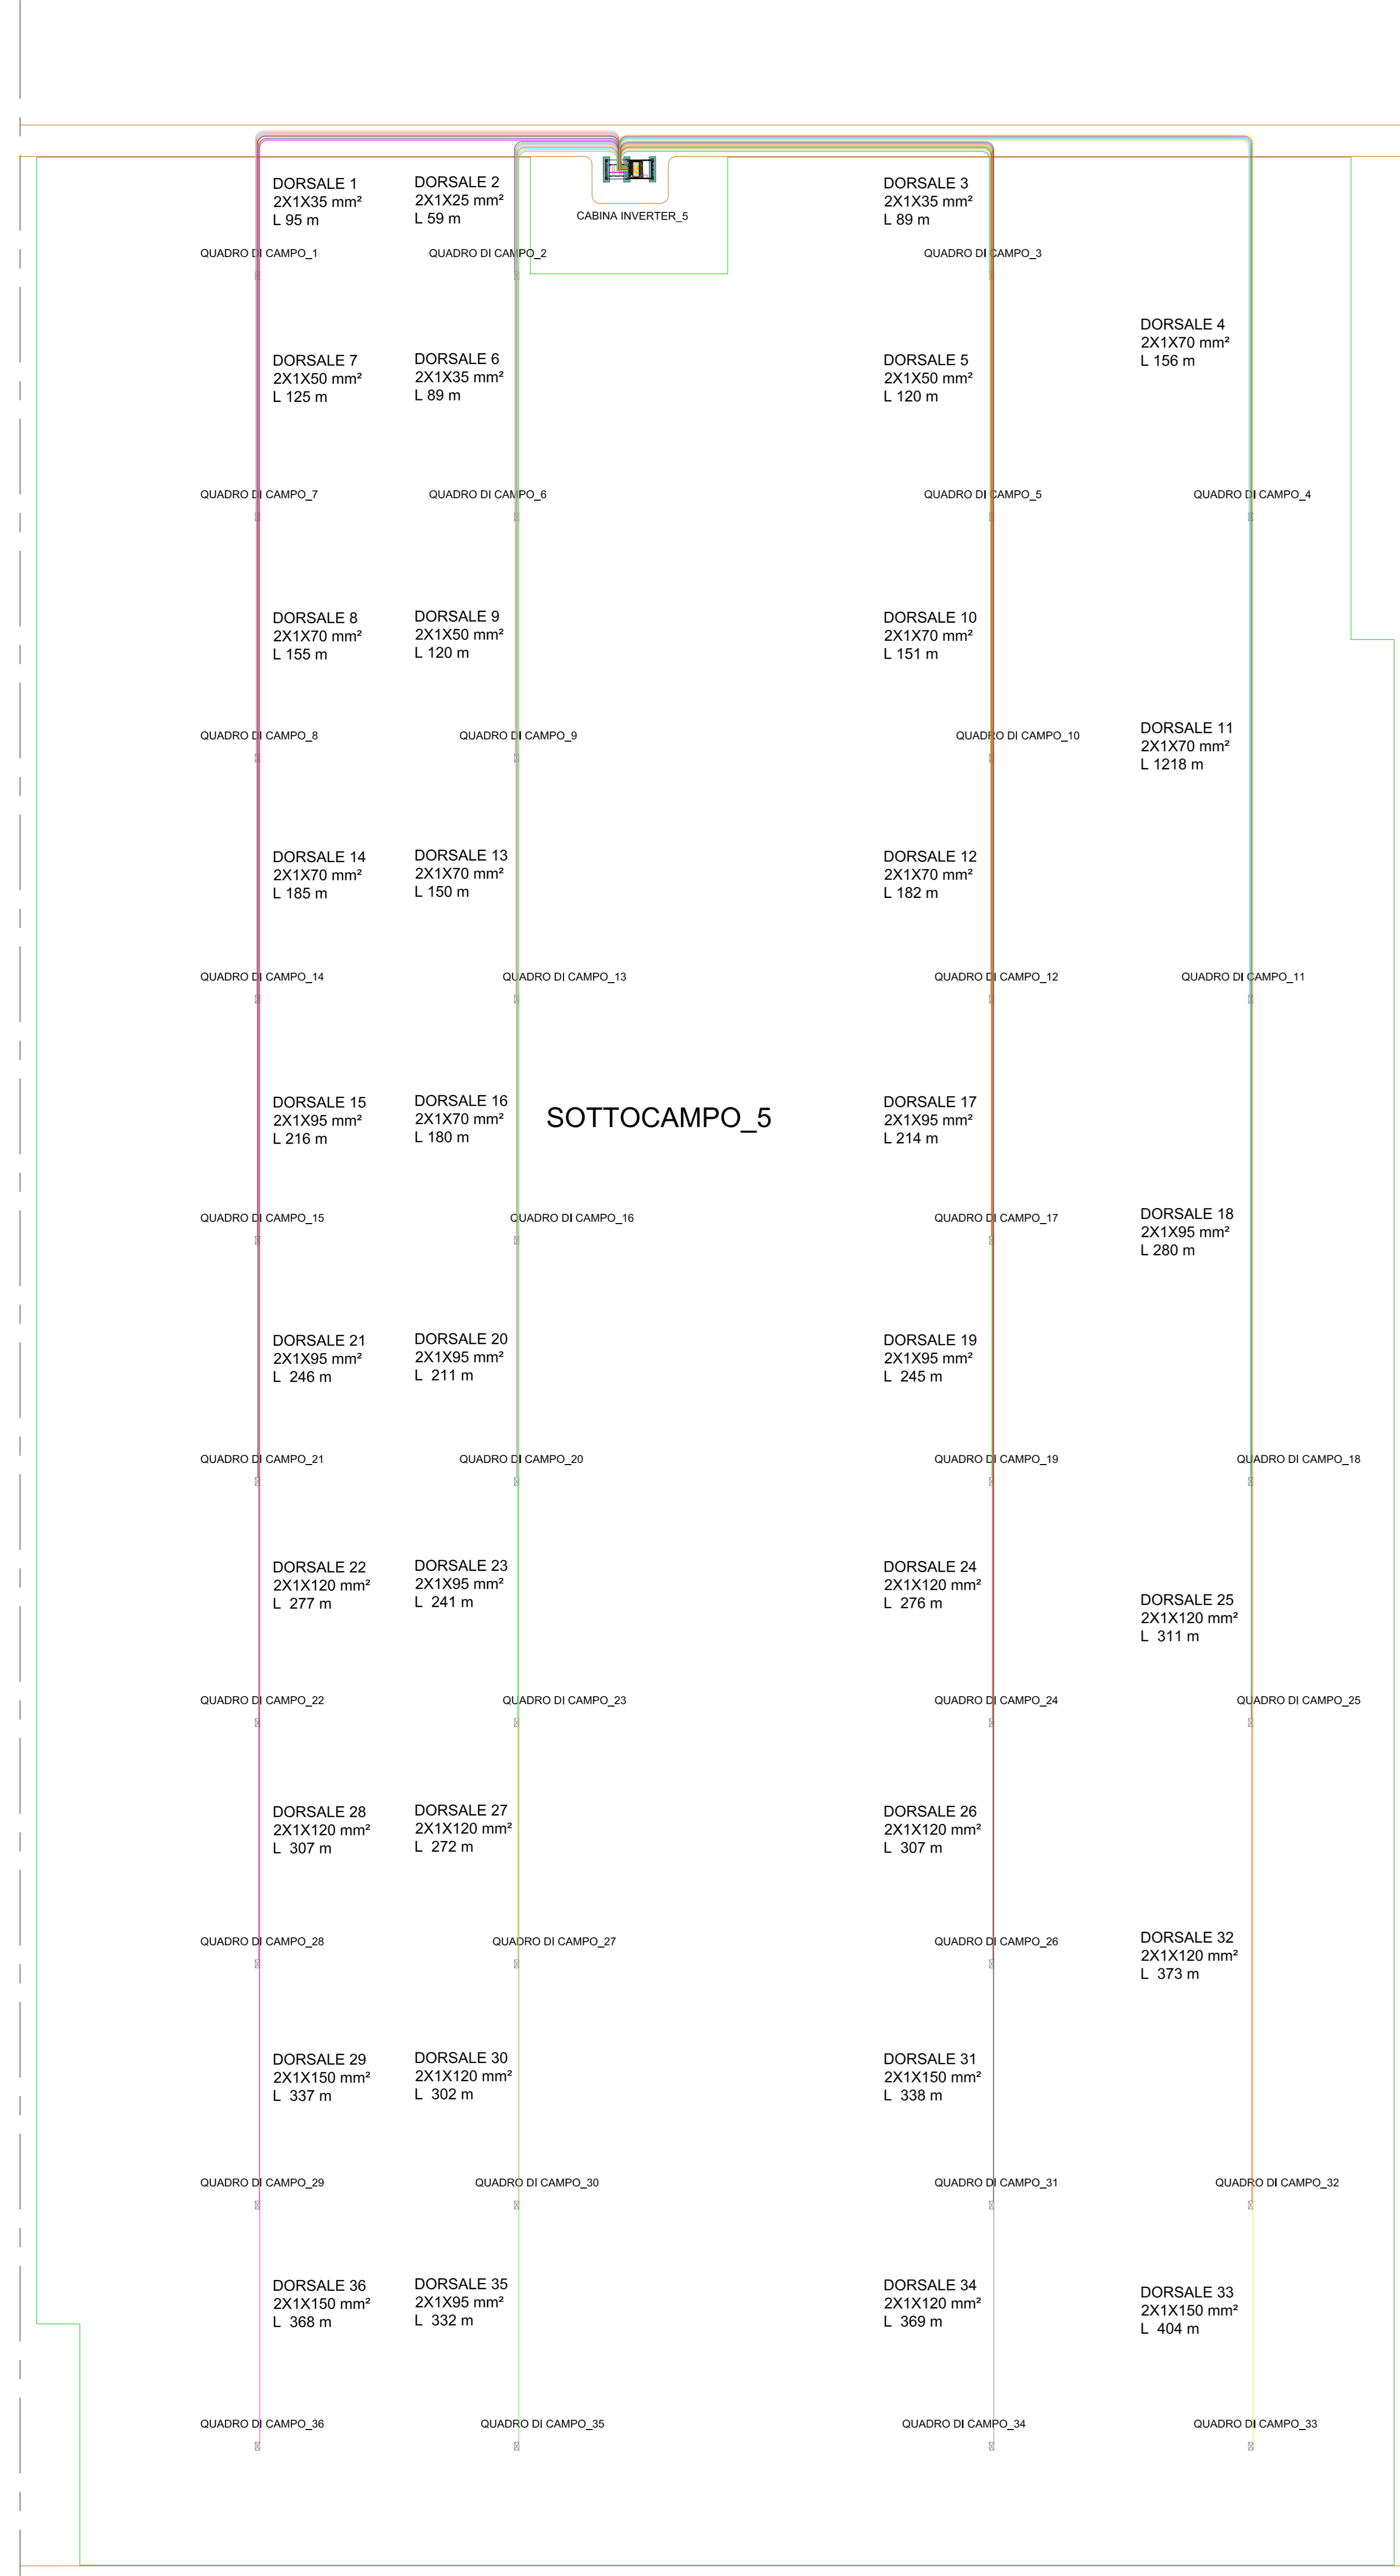 DORSALE 1
2X1X35 mm²
L 95 m
DORSALE 2
2X1X25 mm²
L 59 m
DORSALE 3
2X1X35 mm²
L 89 m
CABINA INVERTER_5
QUADRO DI CAMPO_1
QUADRO DI CAMPO_2
QUADRO DI CAMPO_3
DORSALE 4
2X1X70 mm²
L 156 m
DORSALE 7
2X1X50 mm²
L 125 m
DORSALE 6
2X1X35 mm²
L 89 m
DORSALE 5
2X1X50 mm²
L 120 m
QUADRO DI CAMPO_7
QUADRO DI CAMPO_6
QUADRO DI CAMPO_5
QUADRO DI CAMPO_4
DORSALE 8
2X1X70 mm²
L 155 m
DORSALE 9
2X1X50 mm²
L 120 m
DORSALE 10
2X1X70 mm²
L 151 m
DORSALE 11
2X1X70 mm²
L 1218 m
QUADRO DI CAMPO_8
QUADRO DI CAMPO_9
QUADRO DI CAMPO_10
DORSALE 14
2X1X70 mm²
L 185 m
DORSALE 13
2X1X70 mm²
L 150 m
DORSALE 12
2X1X70 mm²
L 182 m
QUADRO DI CAMPO_14
QUADRO DI CAMPO_13
QUADRO DI CAMPO_12
QUADRO DI CAMPO_11
DORSALE 15
2X1X95 mm²
L 216 m
DORSALE 16
2X1X70 mm²
L 180 m
SOTTOCAMPO_5
DORSALE 17
2X1X95 mm²
L 214 m
DORSALE 18
2X1X95 mm²
L 280 m
QUADRO DI CAMPO_15
QUADRO DI CAMPO_16
QUADRO DI CAMPO_17
DORSALE 21
2X1X95 mm²
L 246 m
DORSALE 20
2X1X95 mm²
L 211 m
DORSALE 19
2X1X95 mm²
L 245 m
QUADRO DI CAMPO_21
QUADRO DI CAMPO_20
QUADRO DI CAMPO_19
QUADRO DI CAMPO_18
DORSALE 22
2X1X120 mm²
L 277 m
DORSALE 23
2X1X95 mm²
L 241 m
DORSALE 24
2X1X120 mm²
L 276 m
DORSALE 25
2X1X120 mm²
L 311 m
QUADRO DI CAMPO_22
QUADRO DI CAMPO_23
QUADRO DI CAMPO_24
QUADRO DI CAMPO_25
DORSALE 28
2X1X120 mm²
L 307 m
DORSALE 27
2X1X120 mm²
L 272 m
DORSALE 26
2X1X120 mm²
L 307 m
QUADRO DI CAMPO_28
QUADRO DI CAMPO_27
QUADRO DI CAMPO_26
DORSALE 32
2X1X120 mm²
L 373 m
DORSALE 29
2X1X150 mm²
L 337 m
DORSALE 30
2X1X120 mm²
L 302 m
DORSALE 31
2X1X150 mm²
L 338 m
QUADRO DI CAMPO_29
QUADRO DI CAMPO_30
QUADRO DI CAMPO_31
QUADRO DI CAMPO_32
DORSALE 36
2X1X150 mm²
L 368 m
DORSALE 35
2X1X95 mm²
L 332 m
DORSALE 34
2X1X120 mm²
L 369 m
DORSALE 33
2X1X150 mm²
L 404 m
QUADRO DI CAMPO_36
QUADRO DI CAMPO_35
QUADRO DI CAMPO_34
QUADRO DI CAMPO_33